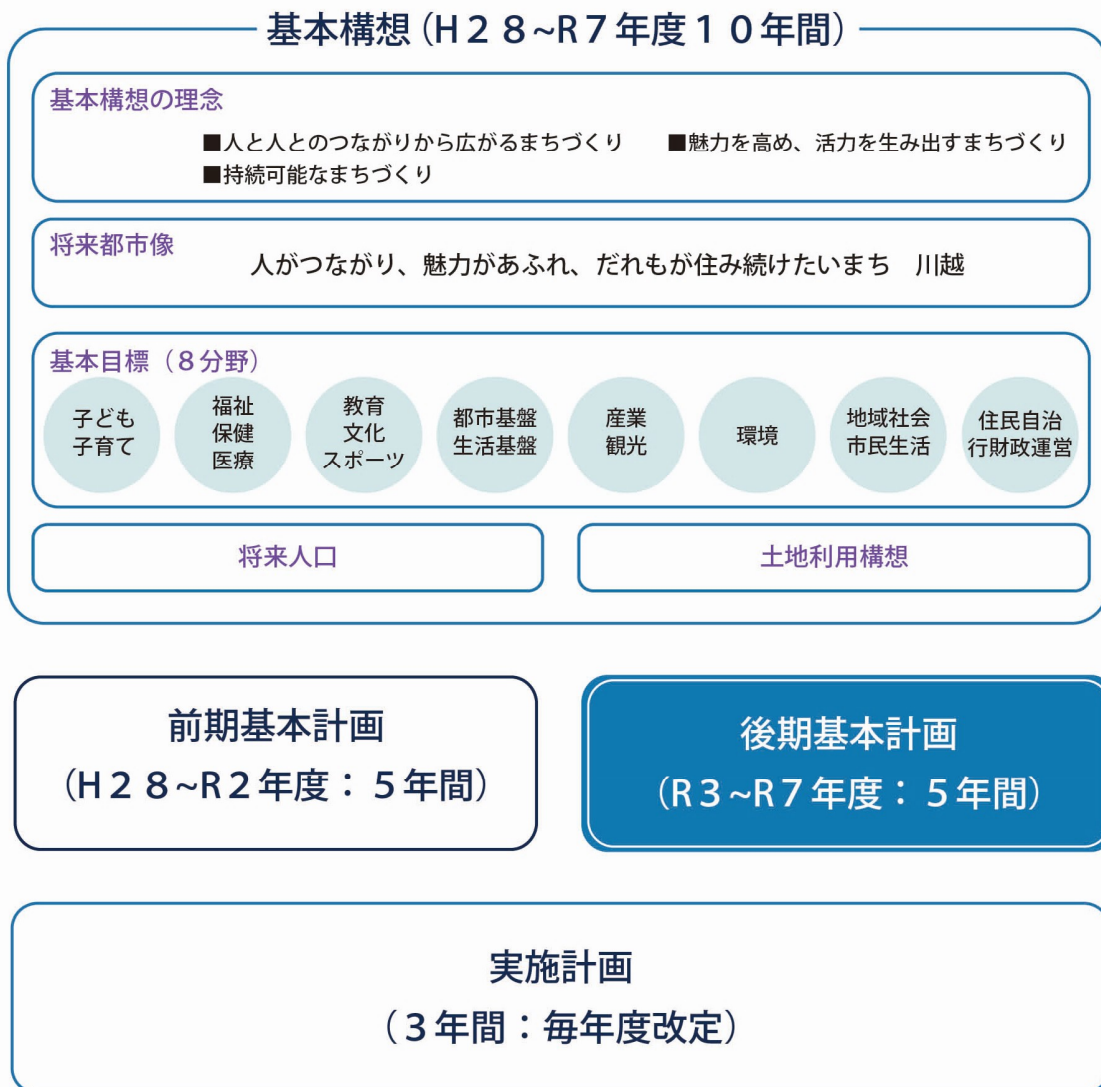 基本構想（H２８~R７年度１０年間）
基本構想の理念
■人と人とのつながりから広がるまちづくり　■魅力を高め、活力を生み出すまちづくり
■持続可能なまちづくり
将来都市像
人がつながり、魅力があふれ、だれもが住み続けたいまち　川越
基本目標（８分野）
子ども
子育て
福祉
保健
医療
教育
文化
スポーツ
都市基盤
生活基盤
産業
観光
環境
地域社会
市民生活
住民自治
行財政運営
将来人口
土地利用構想
前期基本計画
（H２８~R２年度：５年間）
後期基本計画
（R３~R７年度：５年間）
実施計画
（３年間：毎年度改定）